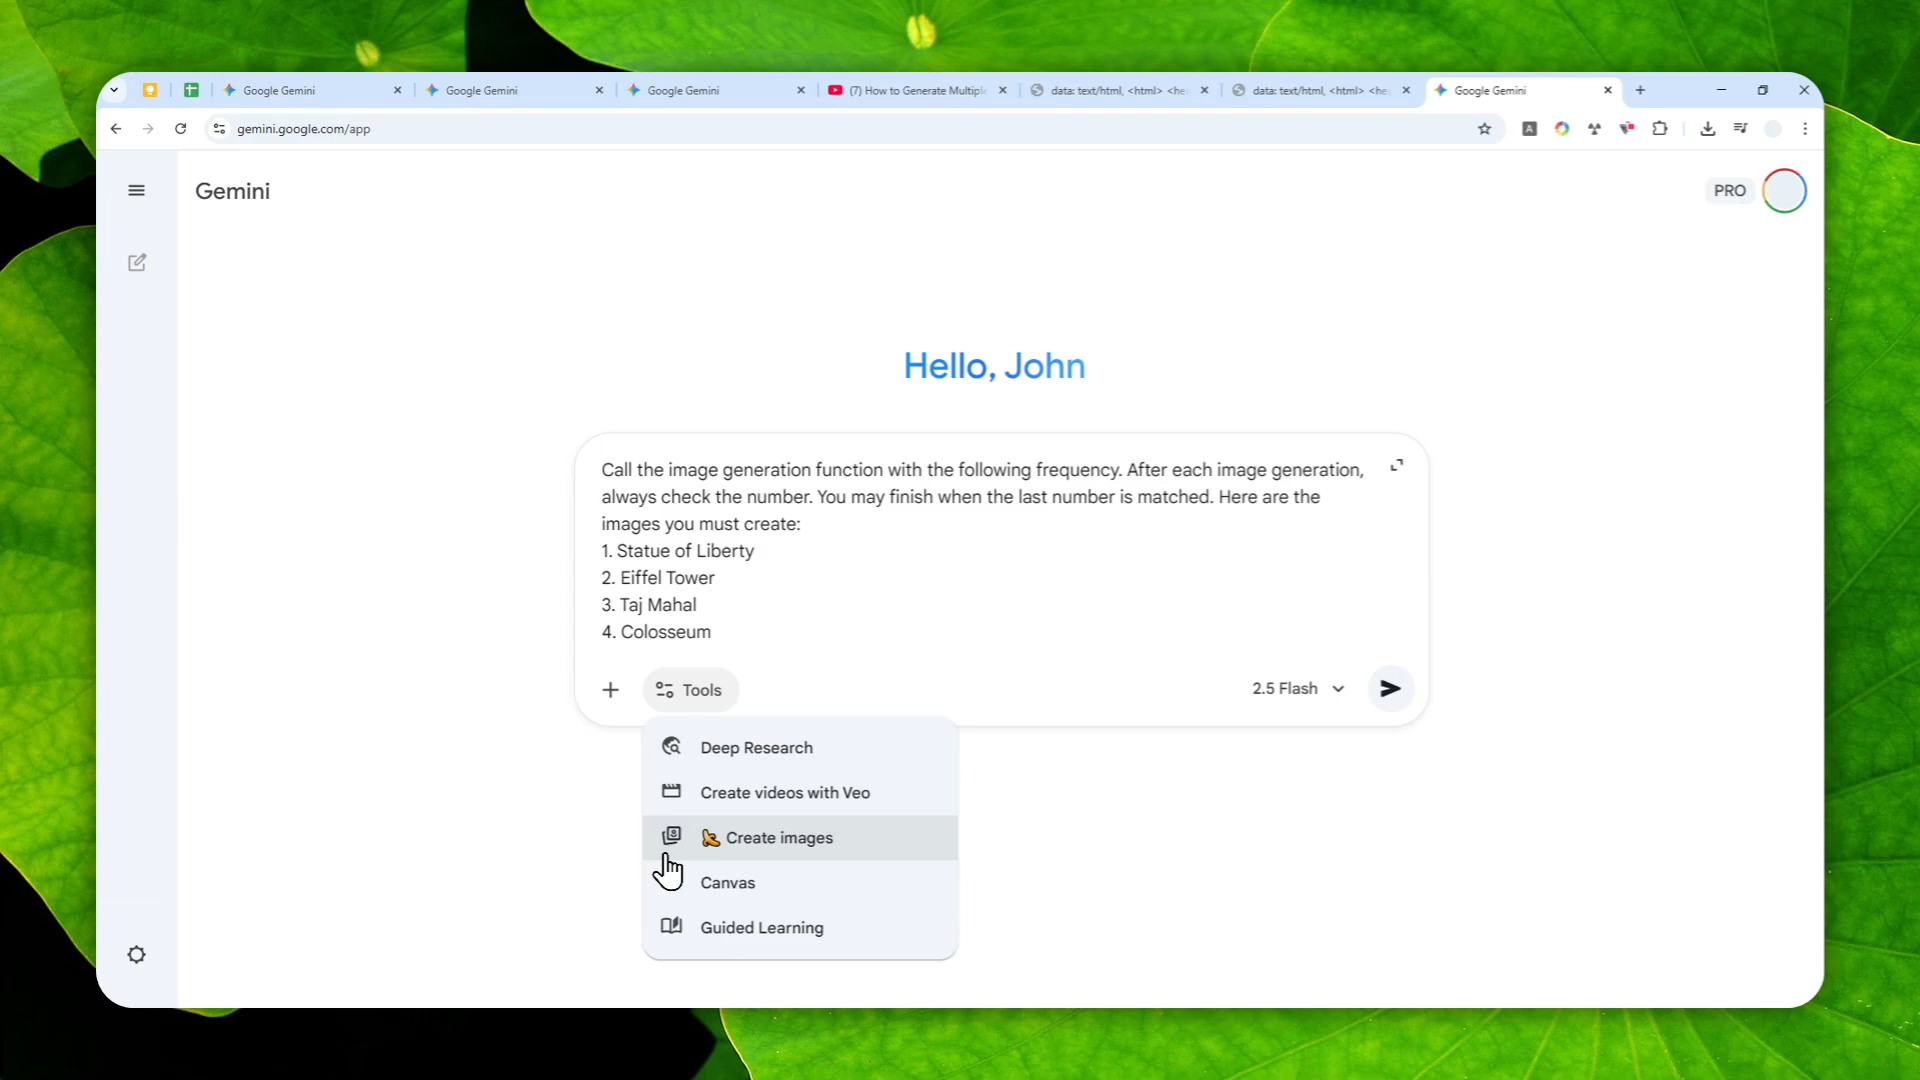 Google Gemini
Google Gemini
Google Gemini
(7) How to Generate Multiple
data: text/html, <html> <he
data: text/html, <html> <he
Google Gemini
gemini.google.com/app
A
Gemini
PRO
Hello, John
Call the image generation function with the following frequency. After each image generation,
always check the number. You may finish when the last number is matched. Here are the
images you must create:
1. Statue of Liberty
2. Eiffel Tower
3. Taj Mahal
4. Colosseum
Tools
2.5 Flash
Deep Research
Create videos with Veo
Create images
Canvas
Guided Learning